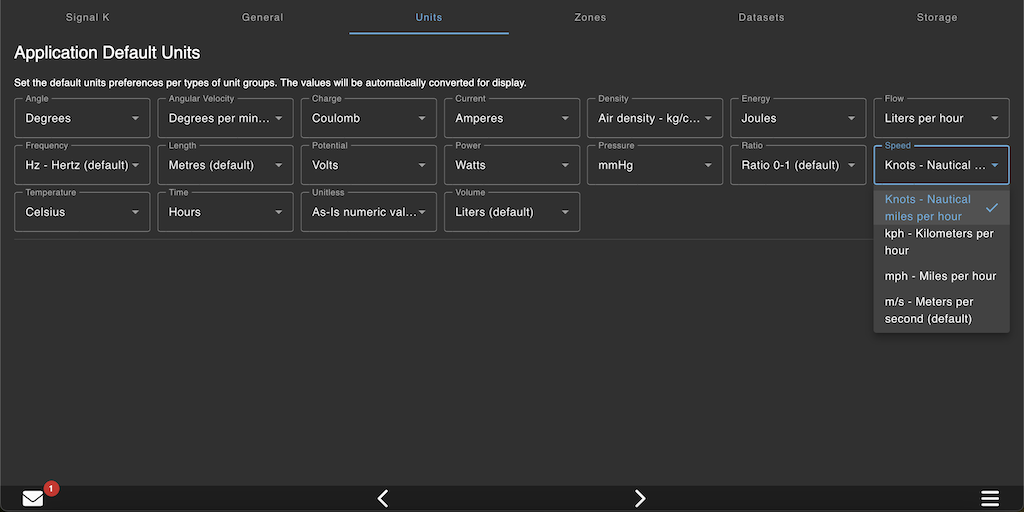 Signal K General Units Zones Datasets Storage
Application Default Units
Set the default units preferences per types of unit groups. The values will be automatically converted for display.
Angle Angular Velocity Charge Current Density Energy Flow
Degrees Degrees per min... Coulomb Amperes Air density - kg/c... Joules Liters per hour
Frequency Length Potential Power Pressure Ratio Speed
Hz - Hertz (default) Metres (default) Volts Watts mmHg Ratio 0-1 (default) Knots - Nautical ...
Temperature Time Unitless Volume
Celsius Hours As-Is numeric val... Liters (default)
Knots - Nautical
miles per hour
kph - Kilometers per
hour
mph - Miles per hour
m/s - Meters per
second (default)
1